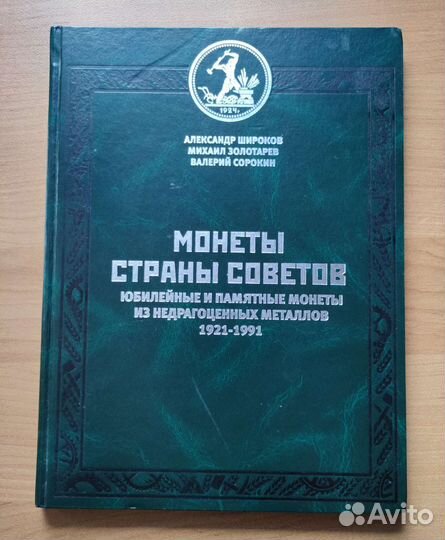 1924г.
АЛЕКСАНДР ШИРОКОВ
МИХАИЛ ЗОЛОТАРЕВ
ВАЛЕРИЙ СОРОКИН
МОНЕТЫ
СТРАНЫ СОВЕТОВ
ЮБИЛЕЙНЫЕ И ПАМЯТНЫЕ МОНЕТЫ
ИЗ НЕДРАГОЦЕННЫХ МЕТАЛЛОВ
1921-1991
Avito